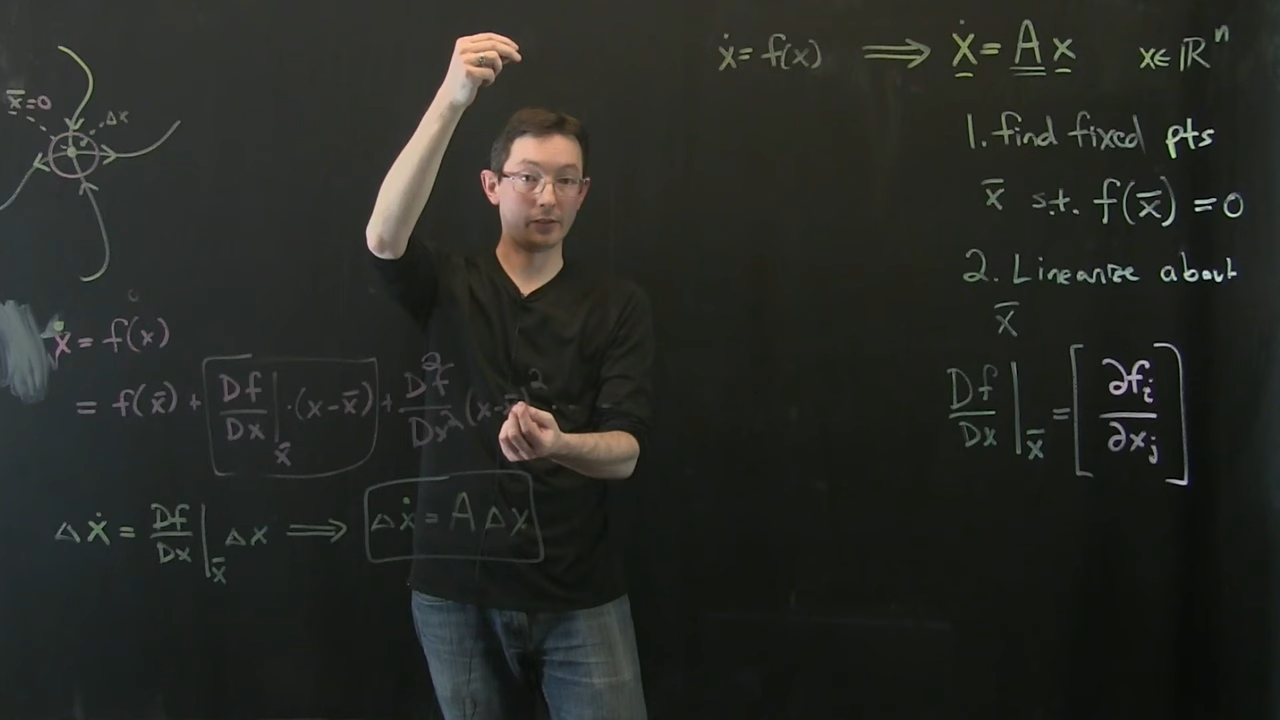 x̄=0
Δx
ẋ = f(x)
= f(x̄) + Df/Dx|x̄ · (x-x̄) + D²f/Dx² (x-x̄)²
Δẋ = Df/Dx|x̄ Δx ⟹ Δẋ = A Δx
ẋ = f(x) ⟹ ẋ = A x x∈ℝⁿ
1. find fixed pts
x̄ s.t. f(x̄) = 0
2. Linearize about
x̄
Df/Dx|x̄ = [∂fᵢ/∂xⱼ]